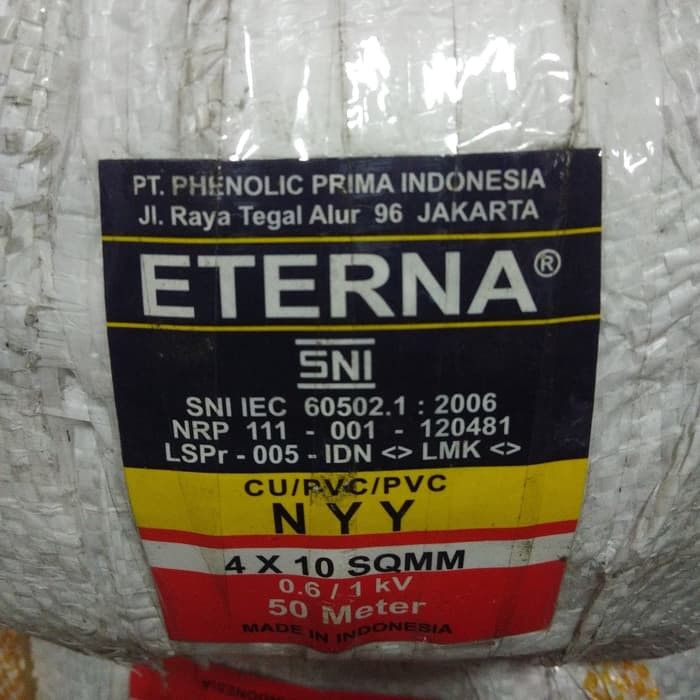 PT. PHENOLIC PRIMA INDONESIA
Jl. Raya Tegal Alur 96 JAKARTA
ETERNA®
SNI
SNI IEC 60502.1 : 2006
NRP 111 - 001 - 120481
LSPr - 005 - IDN <> LMK <>
CU/PVC/PVC
NYY
4 X 10 SQMM
0.6 / 1 kV
50 Meter
MADE IN INDONESIA